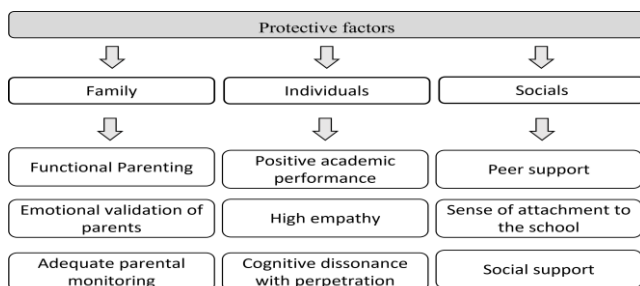 Protective factors
Family
Individuals
Socials
Functional Parenting
Positive academic
performance
Peer support
Emotional validation of
parents
High empathy
Sense of attachment to
the school
Adequate parental
monitoring
Cognitive dissonance
with perpetration
Social support